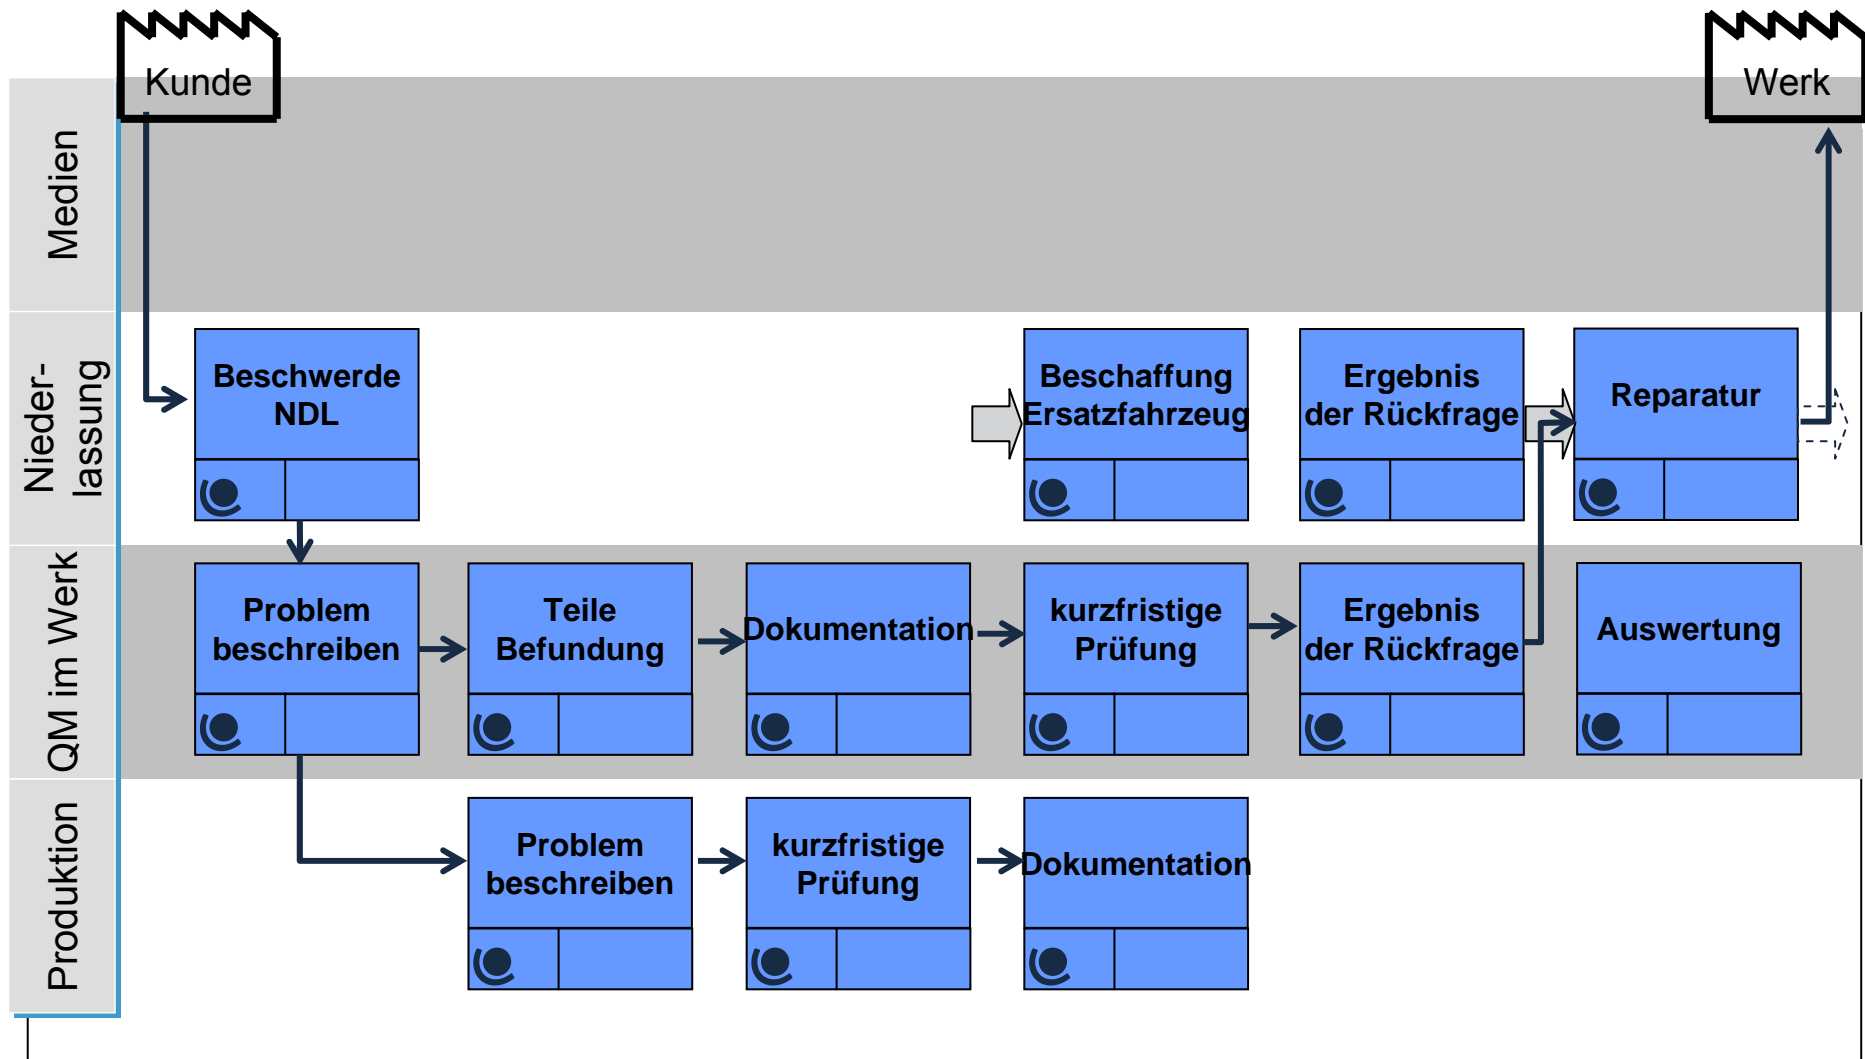 Kunde
Werk
Medien
Nieder-
lassung
Beschwerde
NDL
Beschaffung
Ersatzfahrzeug
Ergebnis
der Rückfrage
Reparatur
QM im Werk
Problem
beschreiben
Teile
Befundung
Dokumentation
kurzfristige
Prüfung
Ergebnis
der Rückfrage
Auswertung
Produktion
Problem
beschreiben
kurzfristige
Prüfung
Dokumentation